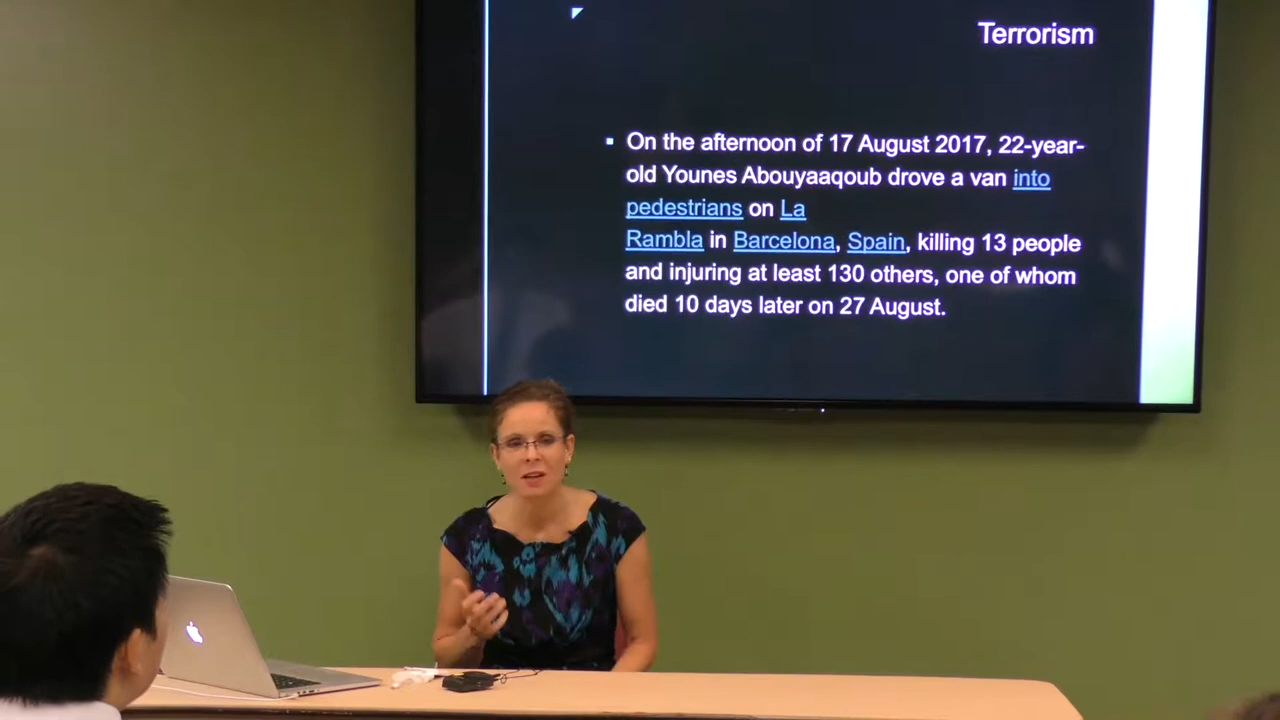 Terrorism
▪ On the afternoon of 17 August 2017, 22-year-
old Younes Abouyaaqoub drove a van into
pedestrians on La
Rambla in Barcelona, Spain, killing 13 people
and injuring at least 130 others, one of whom
died 10 days later on 27 August.